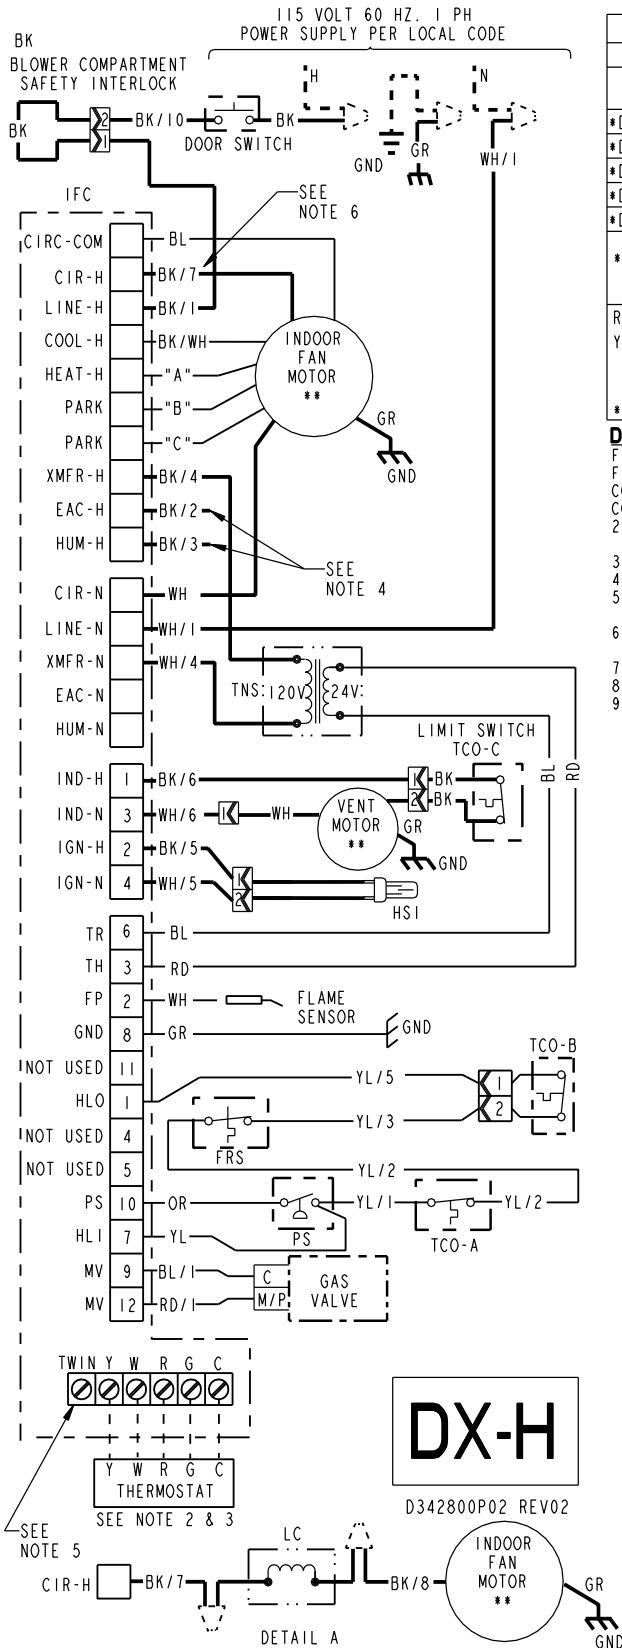 115 VOLT 60 HZ. 1 PH
POWER SUPPLY PER LOCAL CODE
BK
BLOWER COMPARTMENT
SAFETY INTERLOCK
H
N
BK
2
1
BK/10
BK
DOOR SWITCH
GND
GR
WH/1
IFC
SEE
NOTE 6
CIRC-COM
BL
CIR-H
BK/7
LINE-H
BK/1
COOL-H
BK/WH
HEAT-H
"A"
PARK
"B"
PARK
"C"
INDOOR
FAN
MOTOR
**
GR
GND
XMFR-H
BK/4
EAC-H
BK/2
HUM-H
BK/3
SEE
NOTE 4
CIR-N
WH
LINE-N
WH/1
XMFR-N
WH/4
EAC-N
HUM-N
TNS
120V
24V
LIMIT SWITCH
TCO-C
BL
RD
IND-H
1
BK/6
1
BK
2
BK
IND-N
3
WH/6
1
WH
VENT
MOTOR
**
GR
GND
IGN-H
2
BK/5
1
IGN-N
4
WH/5
2
HSI
TR
6
BL
TH
3
RD
FP
2
WH
FLAME
SENSOR
GND
8
GR
GND
NOT USED
11
HLO
1
YL/5
1
2
TCO-B
NOT USED
4
FRS
YL/3
NOT USED
5
YL/2
PS
10
OR
PS
YL/1
TCO-A
YL/2
HLI
7
YL
MV
9
BL/1
C
MV
12
RD/1
M/P
GAS
VALVE
TWIN Y W R G C
Y W R G C
THERMOSTAT
SEE NOTE 2 & 3
SEE
NOTE 5
DX-H
D342800P02 REV02
CIR-H
BK/7
LC
BK/8
INDOOR
FAN
MOTOR
**
GR
GND
DETAIL A
*
R
Y
*
D
F
F
2
3
4
5
6
7
8
9